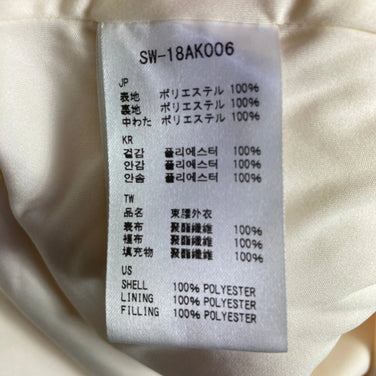 SW-18AK006
JP
表地 ポリエステル 100%
裏地 ポリエステル 100%
中わた ポリエステル 100%
KR
겉감 폴리에스터 100%
안감 폴리에스터 100%
안솜 폴리에스터 100%
TW
品名 束腰外衣
表布 聚酯纖維 100%
裡布 聚酯纖維 100%
填充物 聚酯纖維 100%
US
SHELL 100% POLYESTER
LINING 100% POLYESTER
FILLING 100% POLYESTER